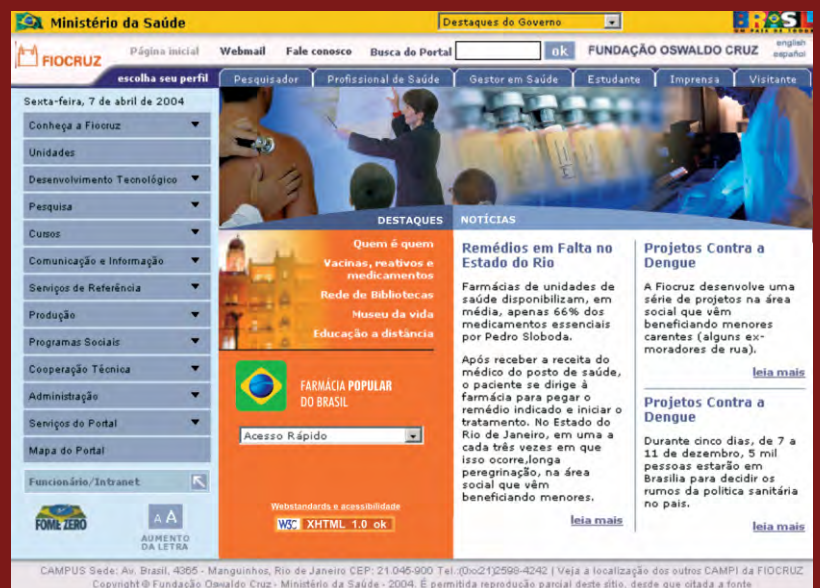 Ministério da Saúde
Destaques do Governo
BRASIL
UM PAÍS DE TODOS
FIOCRUZ
Página inicial
Webmail
Fale conosco
Busca do Portal
ok
FUNDAÇÃO OSWALDO CRUZ
english
español
escolha seu perfil
Pesquisador
Profissional de Saúde
Gestor em Saúde
Estudante
Imprensa
Visitante
Sexta-feira, 7 de abril de 2004
Conheça a Fiocruz
Unidades
Desenvolvimento Tecnológico
Pesquisa
Cursos
Comunicação e Informação
Serviços de Referência
Produção
Programas Sociais
Cooperação Técnica
Administração
Serviços do Portal
Mapa do Portal
Funcionário/Intranet
FOME ZERO
A A
AUMENTO
DA LETRA
DESTAQUES
Quem é quem
Vacinas, reativos e
medicamentos
Rede de Bibliotecas
Museu da vida
Educação a distância
FARMÁCIA POPULAR
DO BRASIL
Acesso Rápido
Webstandards e acessibilidade
W3C XHTML 1.0 ok
NOTÍCIAS
Remédios em Falta no
Estado do Rio
Farmácias de unidades de
saúde disponibilizam, em
média, apenas 66% dos
medicamentos essenciais
por Pedro Sloboda.
Após receber a receita do
médico do posto de saúde,
o paciente se dirige à
farmácia para pegar o
remédio indicado e iniciar o
tratamento. No Estado do
Rio de Janeiro, em uma a
cada três vezes em que
isso ocorre,longa
peregrinação, na área
social que vêm
beneficiando menores.
leia mais
Projetos Contra a
Dengue
A Fiocruz desenvolve uma
série de projetos na área
social que vêm
beneficiando menores
carentes (alguns ex-
moradores de rua).
leia mais
Projetos Contra a
Dengue
Durante cinco dias, de 7 a
11 de dezembro, 5 mil
pessoas estarão em
Brasilia para decidir os
rumos da politica sanitária
no pais.
leia mais
CAMPUS Sede: Av. Brasil, 4365 - Manguinhos, Rio de Janeiro CEP: 21.045-900 Tel.:(0xx21)2598-4242 | Veja a localização dos outros CAMPI da FIOCRUZ
Copyright © Fundação Oswaldo Cruz - Ministério da Saúde - 2004. É permitida reprodução parcial deste sítio, desde que citada a fonte